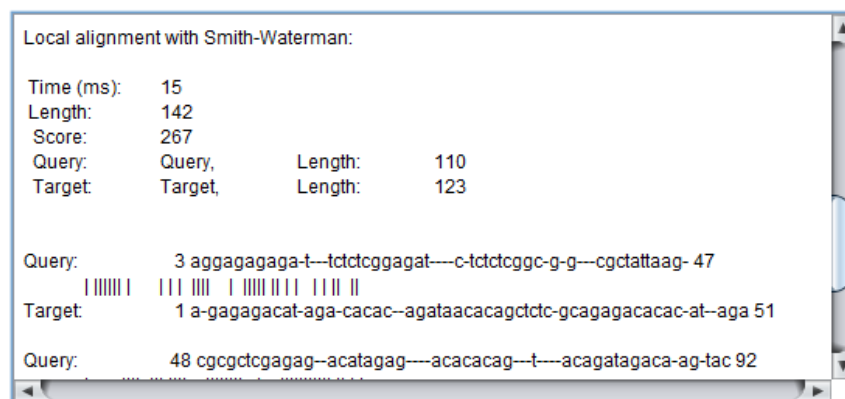 Local alignment with Smith-Waterman:
Time (ms): 15
Length: 142
Score: 267
Query: Query, Length: 110
Target: Target, Length: 123
Query: 3 aggagagaga-t---tctctcggagat----c-tctctcggc-g-g---cgctattaag- 47
| ||||||| | | | | |||| | ||||| || | | | | || ||
Target: 1 a-gagagacat-aga-cacac--agataacacagctctc-gcagagacacac-at--aga 51
Query: 48 cgcgctcgagag--acatagag----acacacag---t----acagatagaca-ag-tac 92